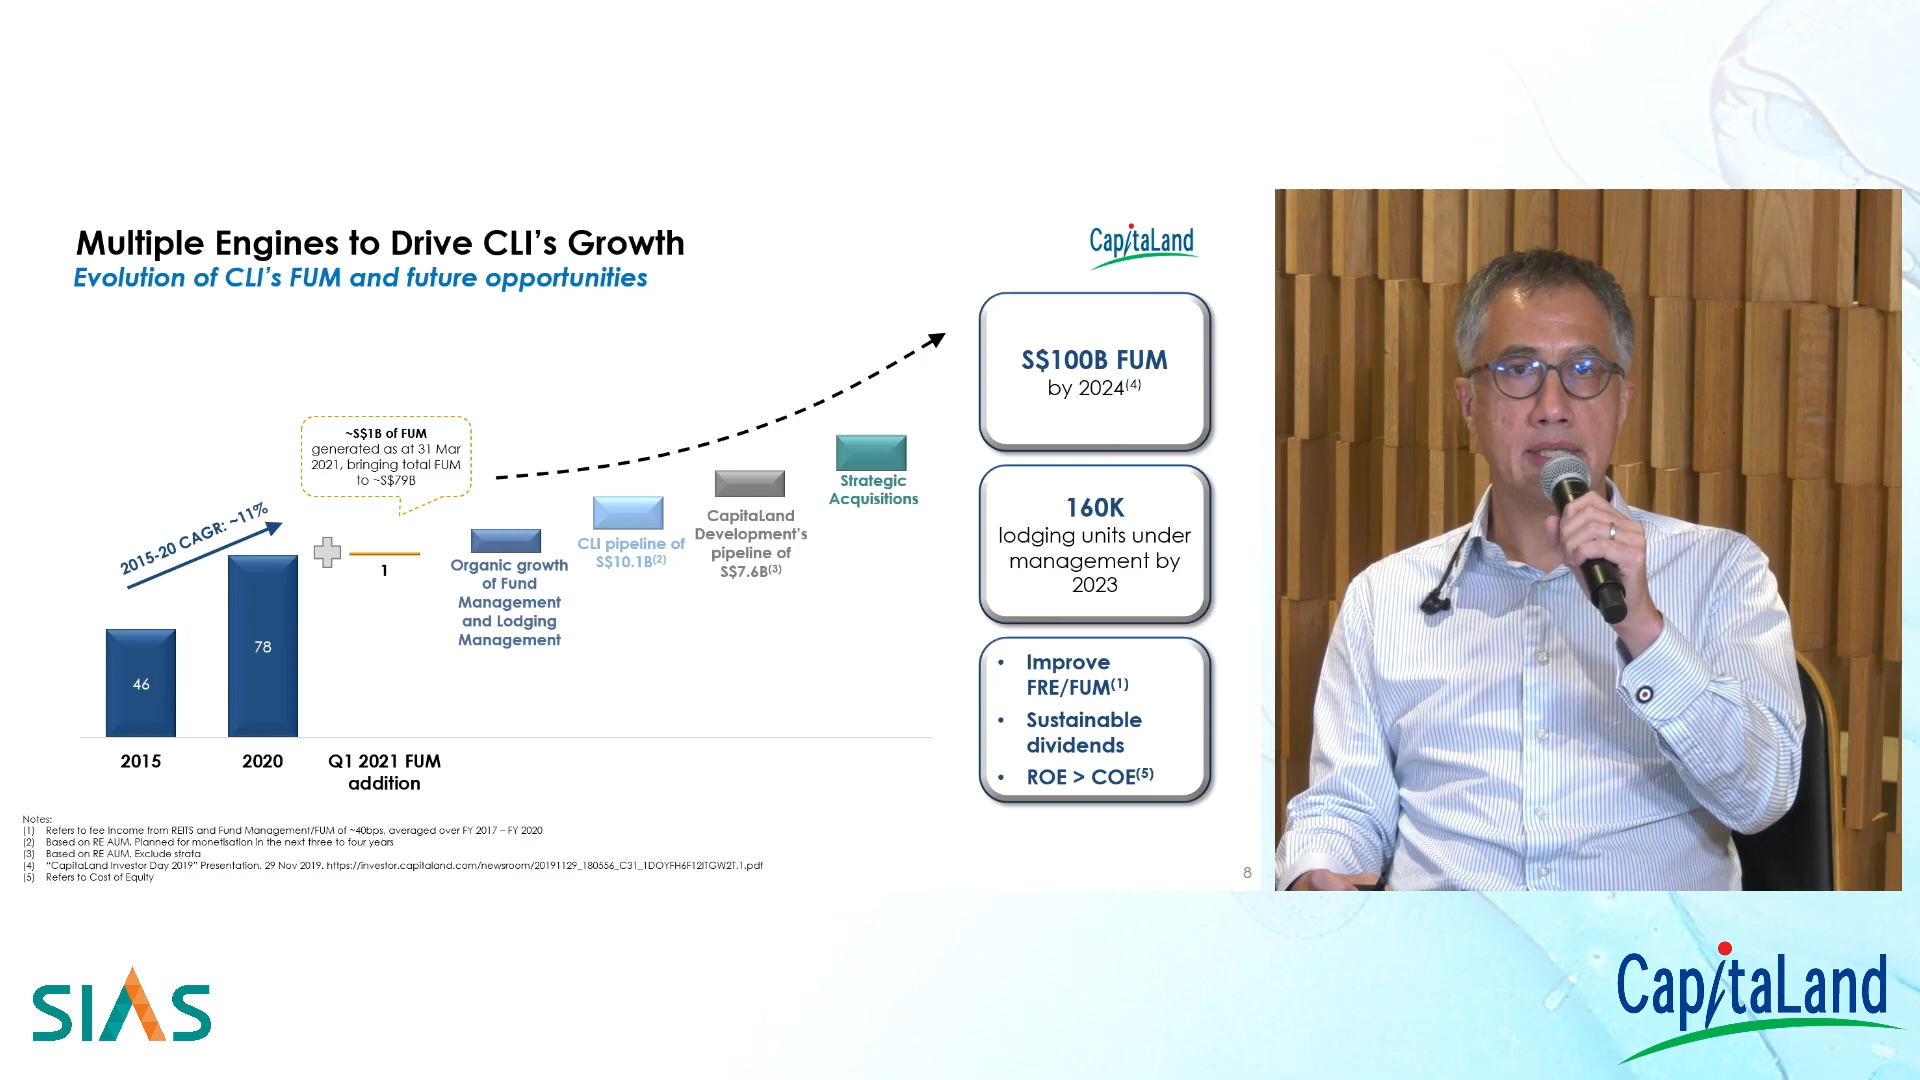 Multiple Engines to Drive CLI's Growth
Evolution of CLI's FUM and future opportunities
CapitaLand
2015-20 CAGR: ~11%
~S$1B of FUM
generated as at 31 Mar
2021, bringing total FUM
to ~S$79B
46
78
1
2015
2020
Q1 2021 FUM
addition
Organic growth
of Fund
Management
and Lodging
Management
CLI pipeline of
S$10.1B(2)
CapitaLand
Development's
pipeline of
S$7.6B(3)
Strategic
Acquisitions
S$100B FUM
by 2024(4)
160K
lodging units under
management by
2023
• Improve
FRE/FUM(1)
• Sustainable
dividends
• ROE > COE(5)
Notes:
(1) Refers to fee Income from REITS and Fund Management/FUM of ~40bps, averaged over FY 2017 – FY 2020
(2) Based on RE AUM. Planned for monetisation in the next three to four years
(3) Based on RE AUM. Exclude strata
(4) "CapitaLand Investor Day 2019" Presentation. 29 Nov 2019.
(5) Refers to Cost of Equity
8
SIAS
CapitaLand